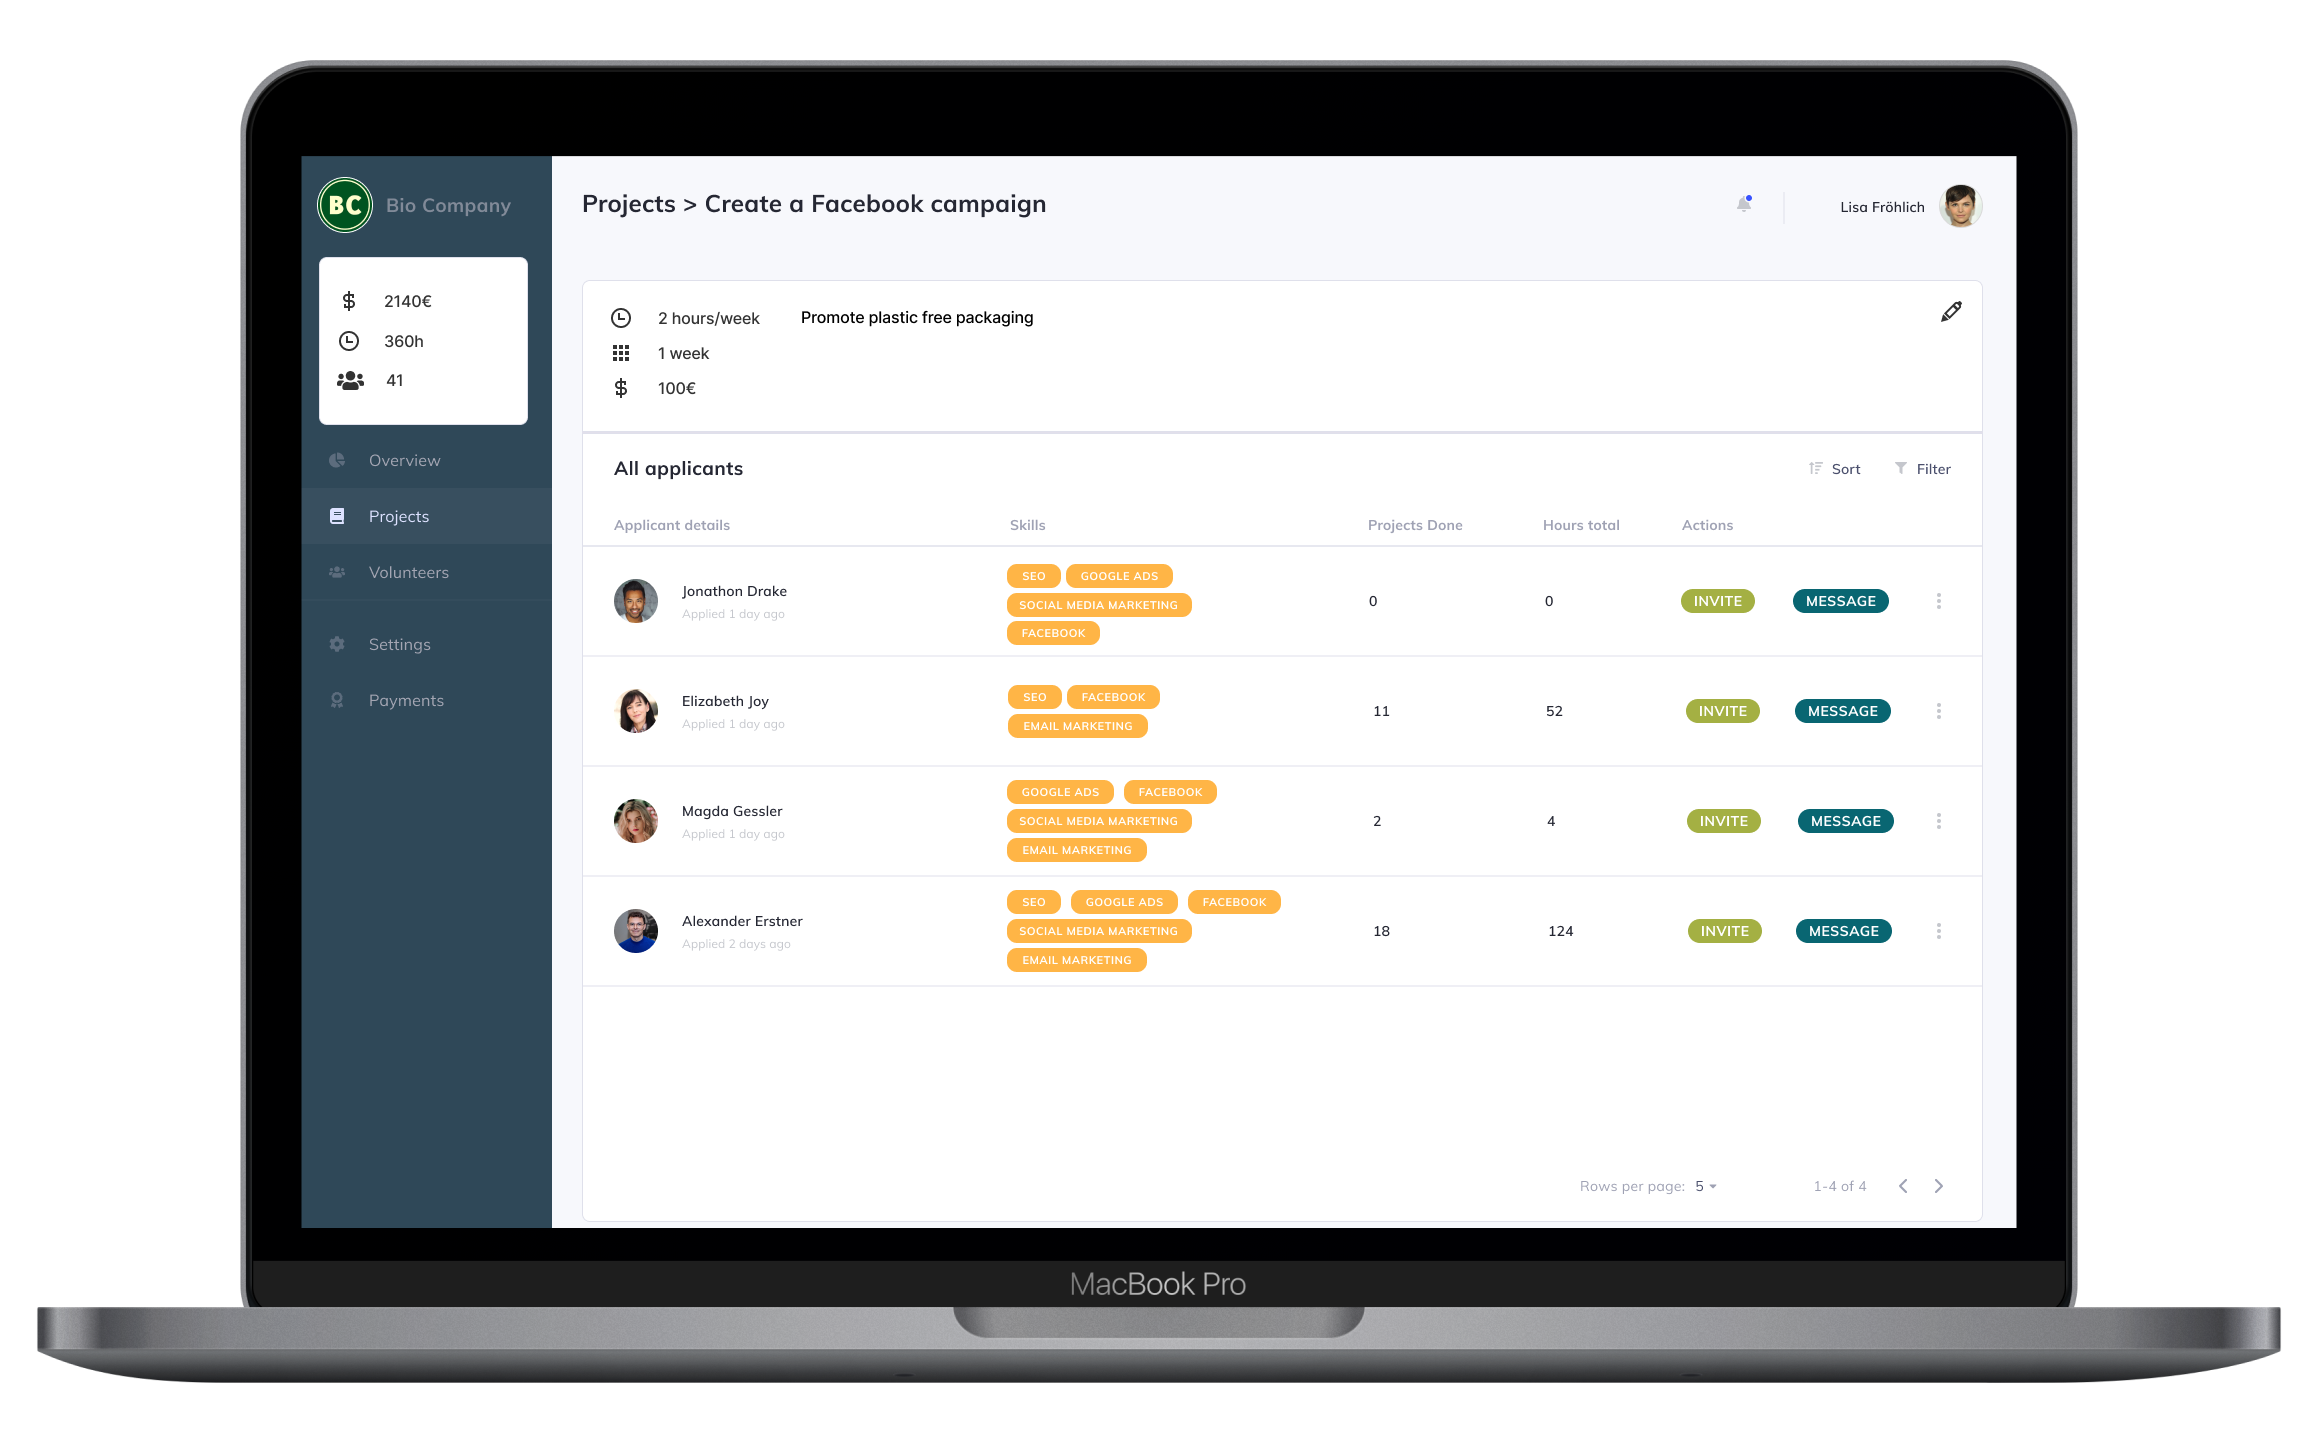 BC Bio Company
Projects > Create a Facebook campaign
Lisa Fröhlich
2140€
360h
41
Overview
Projects
Volunteers
Settings
Payments
2 hours/week Promote plastic free packaging
1 week
100€
All applicants
Sort Filter
Applicant details Skills Projects Done Hours total Actions
Jonathon Drake
Applied 1 day ago
SEO GOOGLE ADS
SOCIAL MEDIA MARKETING
FACEBOOK
0 0 INVITE MESSAGE
Elizabeth Joy
Applied 1 day ago
SEO FACEBOOK
EMAIL MARKETING
11 52 INVITE MESSAGE
Magda Gessler
Applied 1 day ago
GOOGLE ADS FACEBOOK
SOCIAL MEDIA MARKETING
EMAIL MARKETING
2 4 INVITE MESSAGE
Alexander Erstner
Applied 2 days ago
SEO GOOGLE ADS FACEBOOK
SOCIAL MEDIA MARKETING
EMAIL MARKETING
18 124 INVITE MESSAGE
Rows per page: 5 1-4 of 4
MacBook Pro